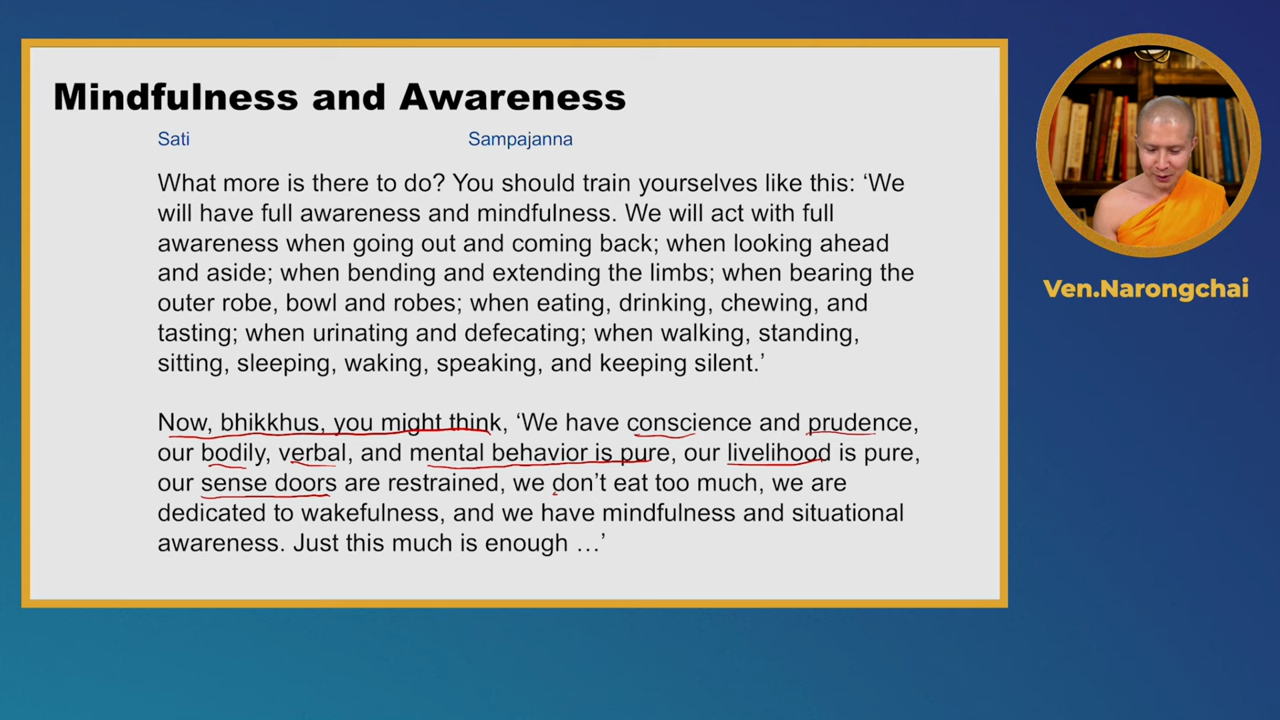 Mindfulness and Awareness
Sati Sampajanna
What more is there to do? You should train yourselves like this: ‘We
will have full awareness and mindfulness. We will act with full
awareness when going out and coming back; when looking ahead
and aside; when bending and extending the limbs; when bearing the
outer robe, bowl and robes; when eating, drinking, chewing, and
tasting; when urinating and defecating; when walking, standing,
sitting, sleeping, waking, speaking, and keeping silent.’
Now, bhikkhus, you might think, ‘We have conscience and prudence,
our bodily, verbal, and mental behavior is pure, our livelihood is pure,
our sense doors are restrained, we don’t eat too much, we are
dedicated to wakefulness, and we have mindfulness and situational
awareness. Just this much is enough …’
Ven.Narongchai